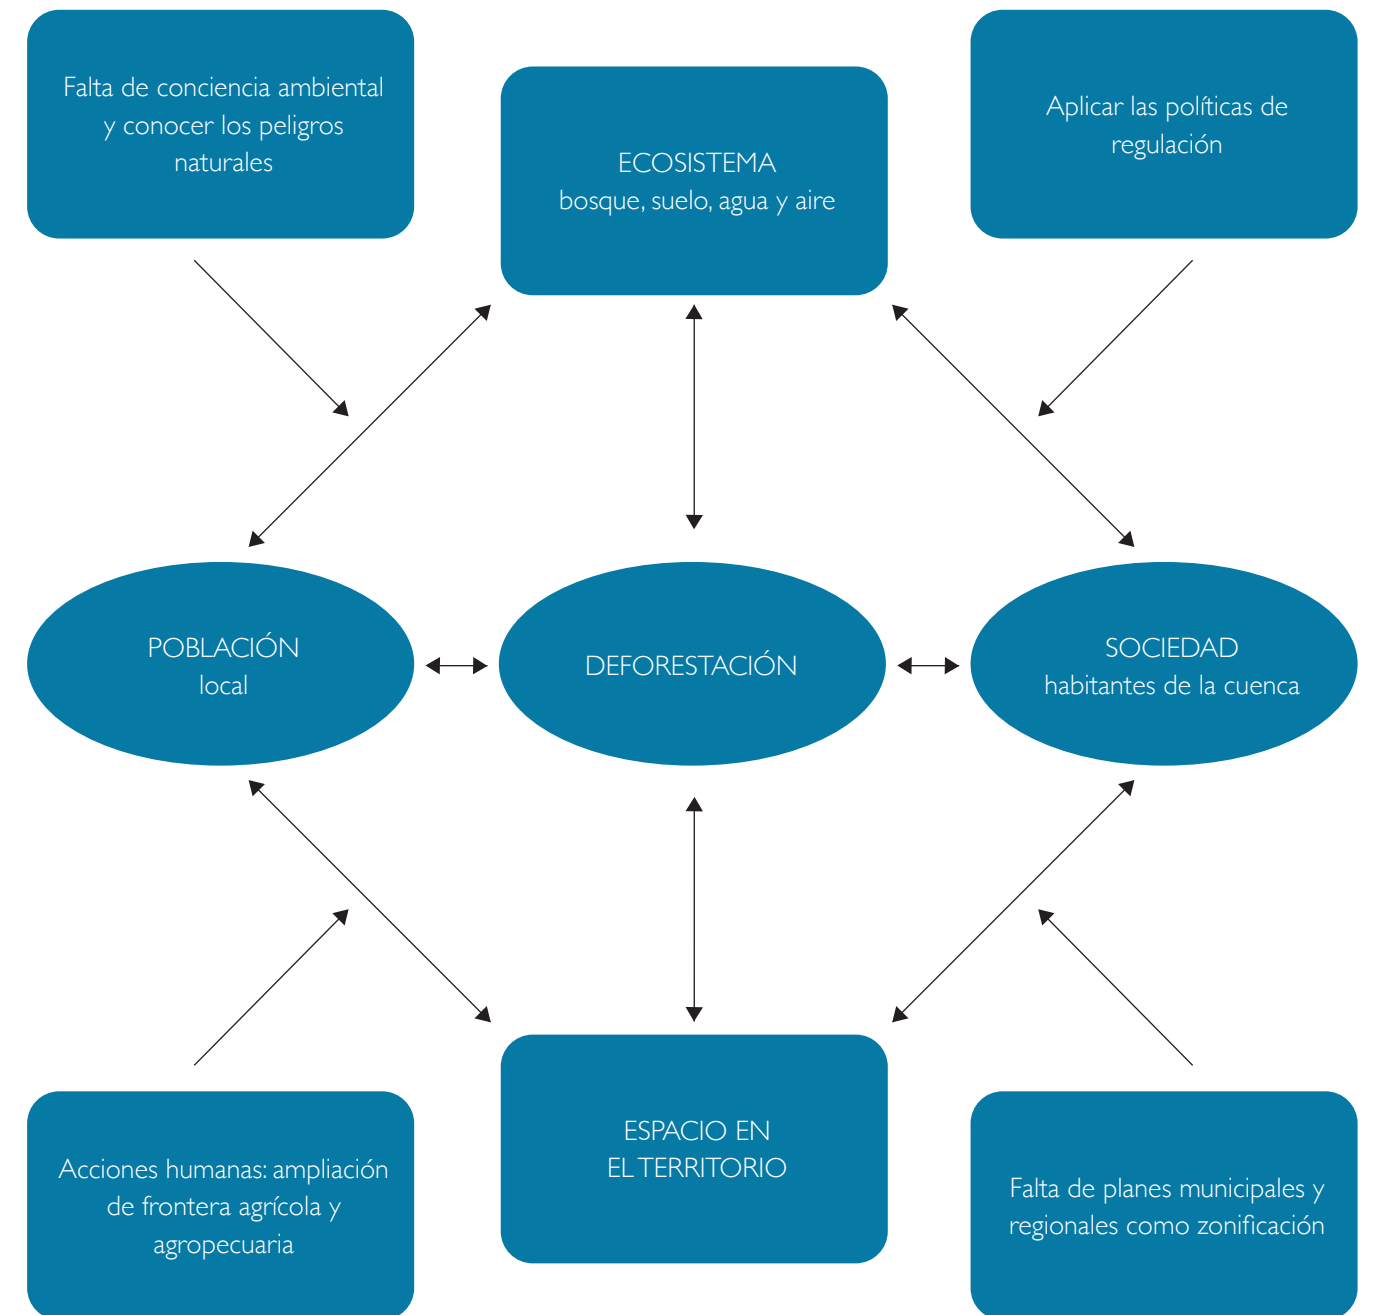 Falta de conciencia ambiental
y conocer los peligros
naturales
ECOSISTEMA
bosque, suelo, agua y aire
Aplicar las políticas de
regulación
POBLACIÓN
local
DEFORESTACIÓN
SOCIEDAD
habitantes de la cuenca
Acciones humanas: ampliación
de frontera agrícola y
agropecuaria
ESPACIO EN
EL TERRITORIO
Falta de planes municipales y
regionales como zonificación